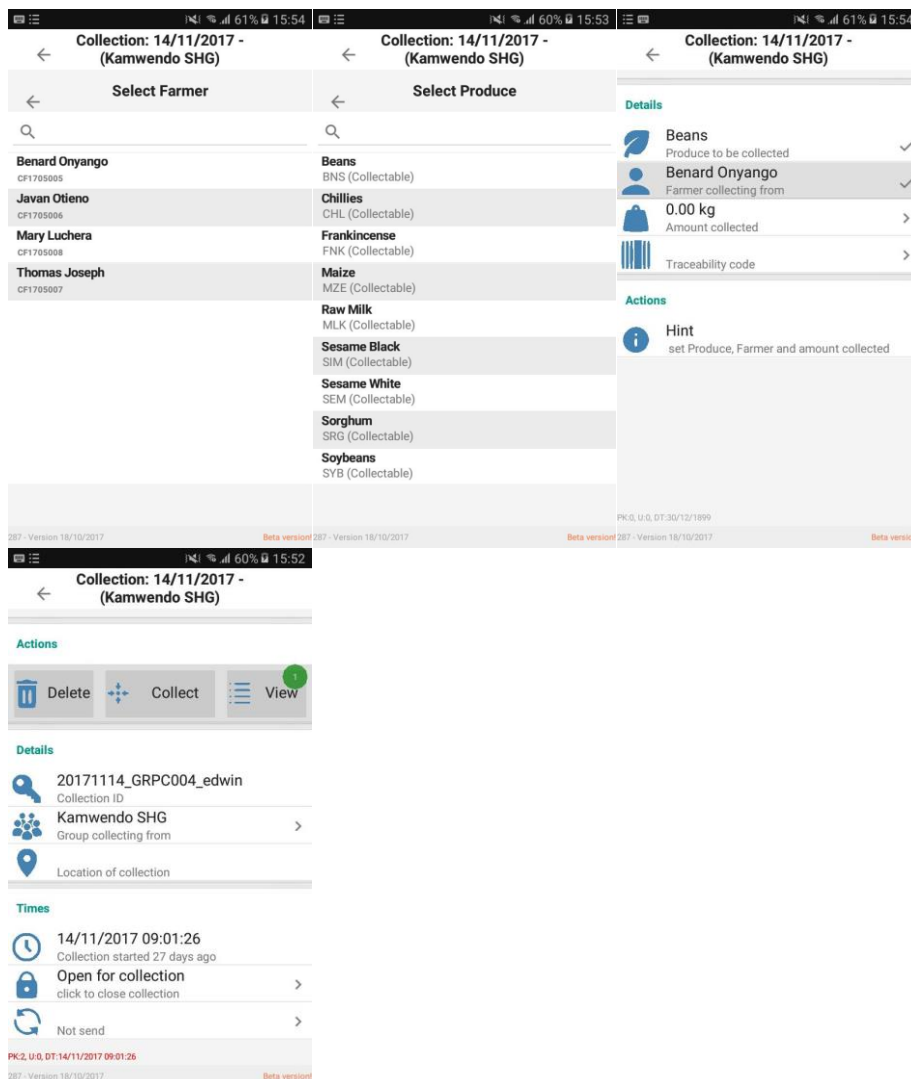 61% 15:54
Collection: 14/11/2017 -
(Kamwendo SHG)
Select Farmer
Benard Onyango
CF1705005
Javan Otieno
CF1705006
Mary Luchera
CF1705008
Thomas Joseph
CF1705007
287 - Version 18/10/2017 Beta version!
60% 15:53
Collection: 14/11/2017 -
(Kamwendo SHG)
Select Produce
Beans
BNS (Collectable)
Chillies
CHL (Collectable)
Frankincense
FNK (Collectable)
Maize
MZE (Collectable)
Raw Milk
MLK (Collectable)
Sesame Black
SIM (Collectable)
Sesame White
SEM (Collectable)
Sorghum
SRG (Collectable)
Soybeans
SYB (Collectable)
287 - Version 18/10/2017 Beta version!
61% 15:54
Collection: 14/11/2017 -
(Kamwendo SHG)
Details
Beans
Produce to be collected
Benard Onyango
Farmer collecting from
0.00 kg
Amount collected
Traceability code
Actions
Hint
set Produce, Farmer and amount collected
PK:0, U:0, DT:30/12/1899
287 - Version 18/10/2017 Beta versio
60% 15:52
Collection: 14/11/2017 -
(Kamwendo SHG)
Actions
Delete Collect View 1
Details
20171114_GRPC004_edwin
Collection ID
Kamwendo SHG
Group collecting from
Location of collection
Times
14/11/2017 09:01:26
Collection started 27 days ago
Open for collection
click to close collection
Not send
PK:2, U:0, DT:14/11/2017 09:01:26
287 - Version 18/10/2017 Beta version!